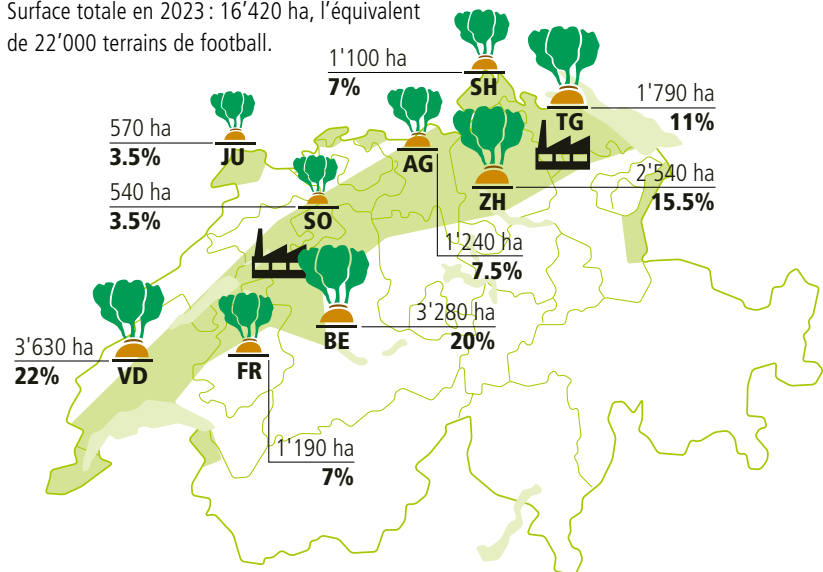 Surface totale en 2023 : 16’420 ha, l’équivalent
de 22’000 terrains de football.
1'100 ha
7%
SH
1'790 ha
11%
TG
570 ha
3.5%
JU
AG
540 ha
3.5%
SO
2'540 ha
15.5%
ZH
1'240 ha
7.5%
3'280 ha
20%
BE
3'630 ha
22%
VD
FR
1'190 ha
7%